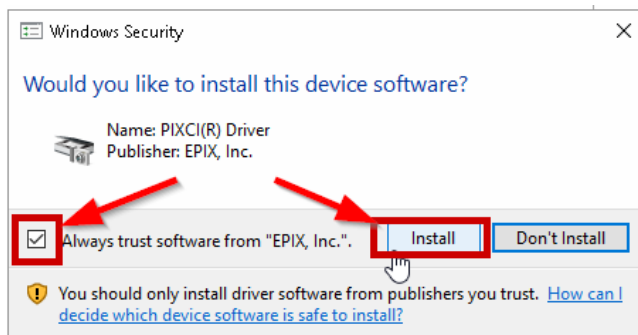 Windows Security
Would you like to install this device software?
Name: PIXCI(R) Driver
Publisher: EPIX, Inc.
Always trust software from "EPIX, Inc.".
Install
Don't Install
You should only install driver software from publishers you trust. How can I
decide which device software is safe to install?